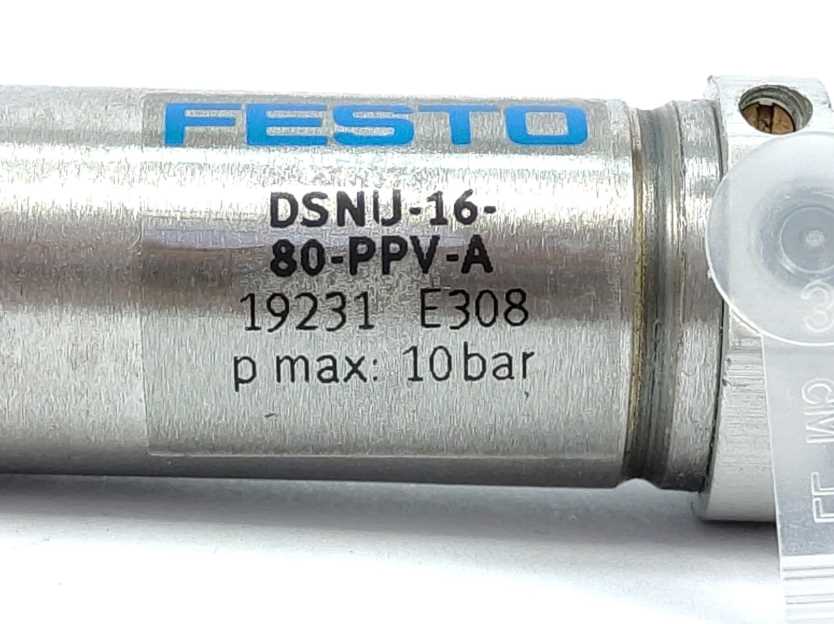 FESTO
DSNU-16-
80-PPV-A
19231 E308
p max: 10bar